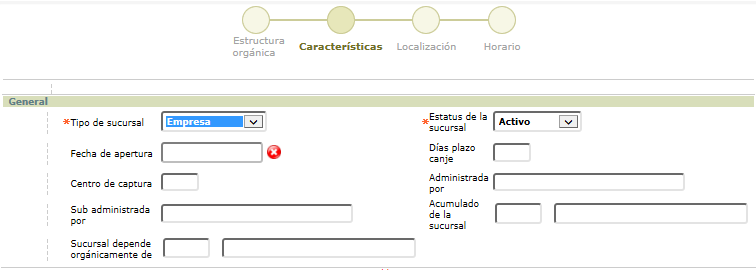 Estructura
orgánica
Características
Localización
Horario
General
*Tipo de sucursal
Empresa
*Estatus de la
sucursal
Activo
Fecha de apertura
Días plazo
canje
Centro de captura
Administrada
por
Sub administrada
por
Acumulado
de la
sucursal
Sucursal depende
orgánicamente de